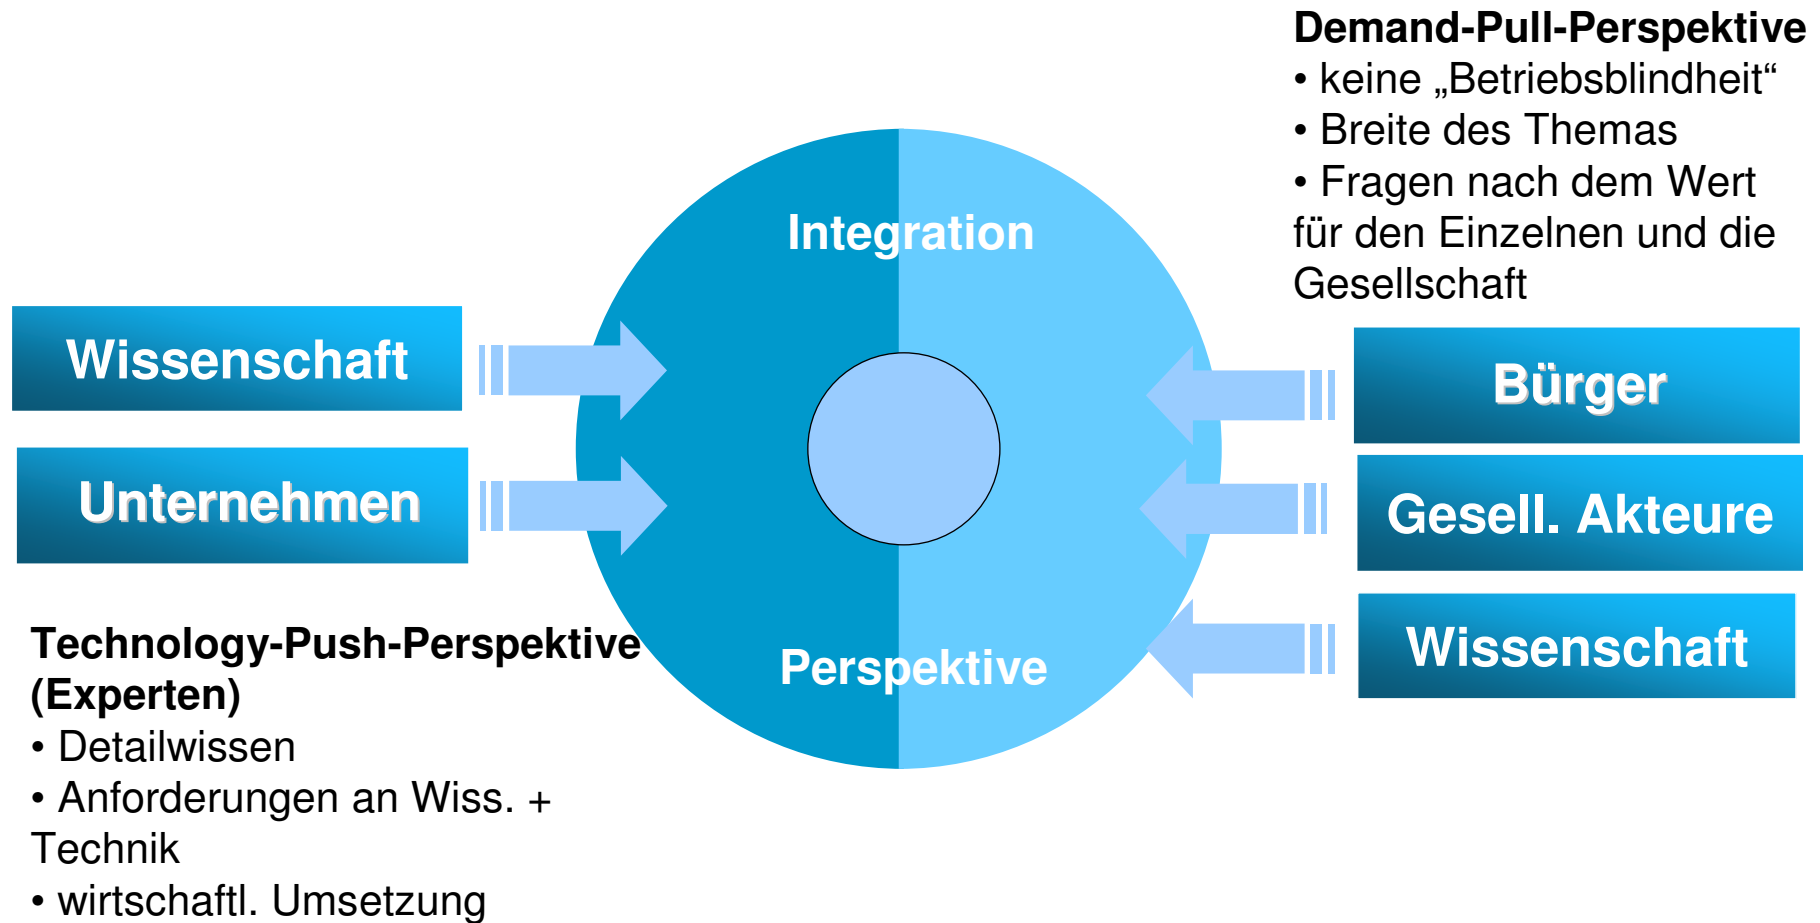 Demand-Pull-Perspektive
• keine „Betriebsblindheit“
• Breite des Themas
• Fragen nach dem Wert
für den Einzelnen und die
Gesellschaft
Integration
Wissenschaft
Unternehmen
Bürger
Gesell. Akteure
Wissenschaft
Perspektive
Technology-Push-Perspektive
(Experten)
• Detailwissen
• Anforderungen an Wiss. +
Technik
• wirtschaftl. Umsetzung